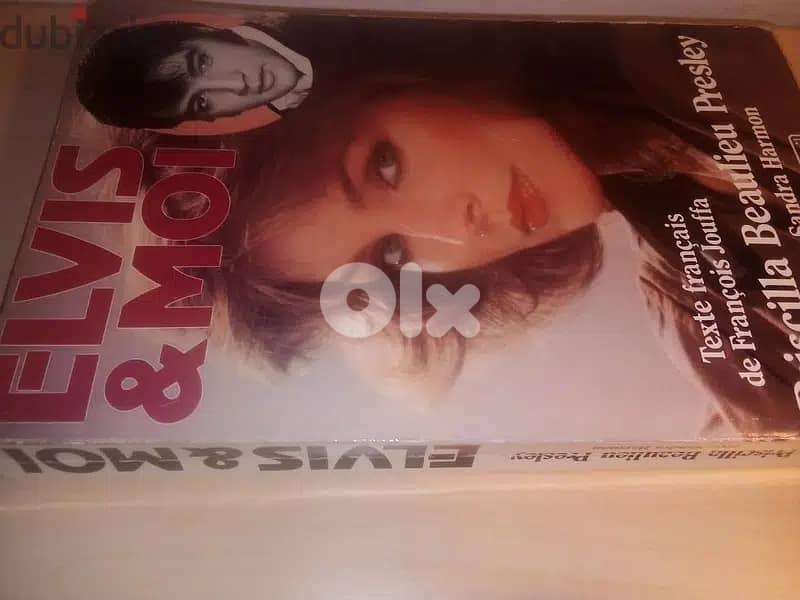 ELVIS
& MOI
Texte français
de François Jouffa
Priscilla Beaulieu Presley
Sandra Harmon
ELVIS & MOI
Priscilla Beaulieu Presley
OLX